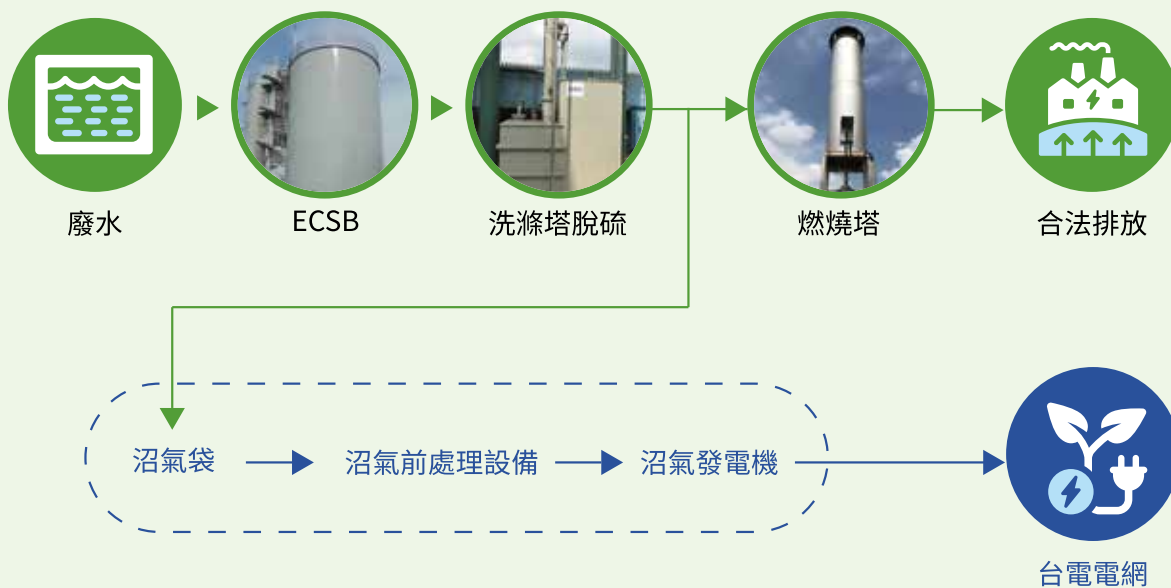 廢水
ECSB
洗滌塔脫硫
燃燒塔
合法排放
沼氣袋
沼氣前處理設備
沼氣發電機
台電電網